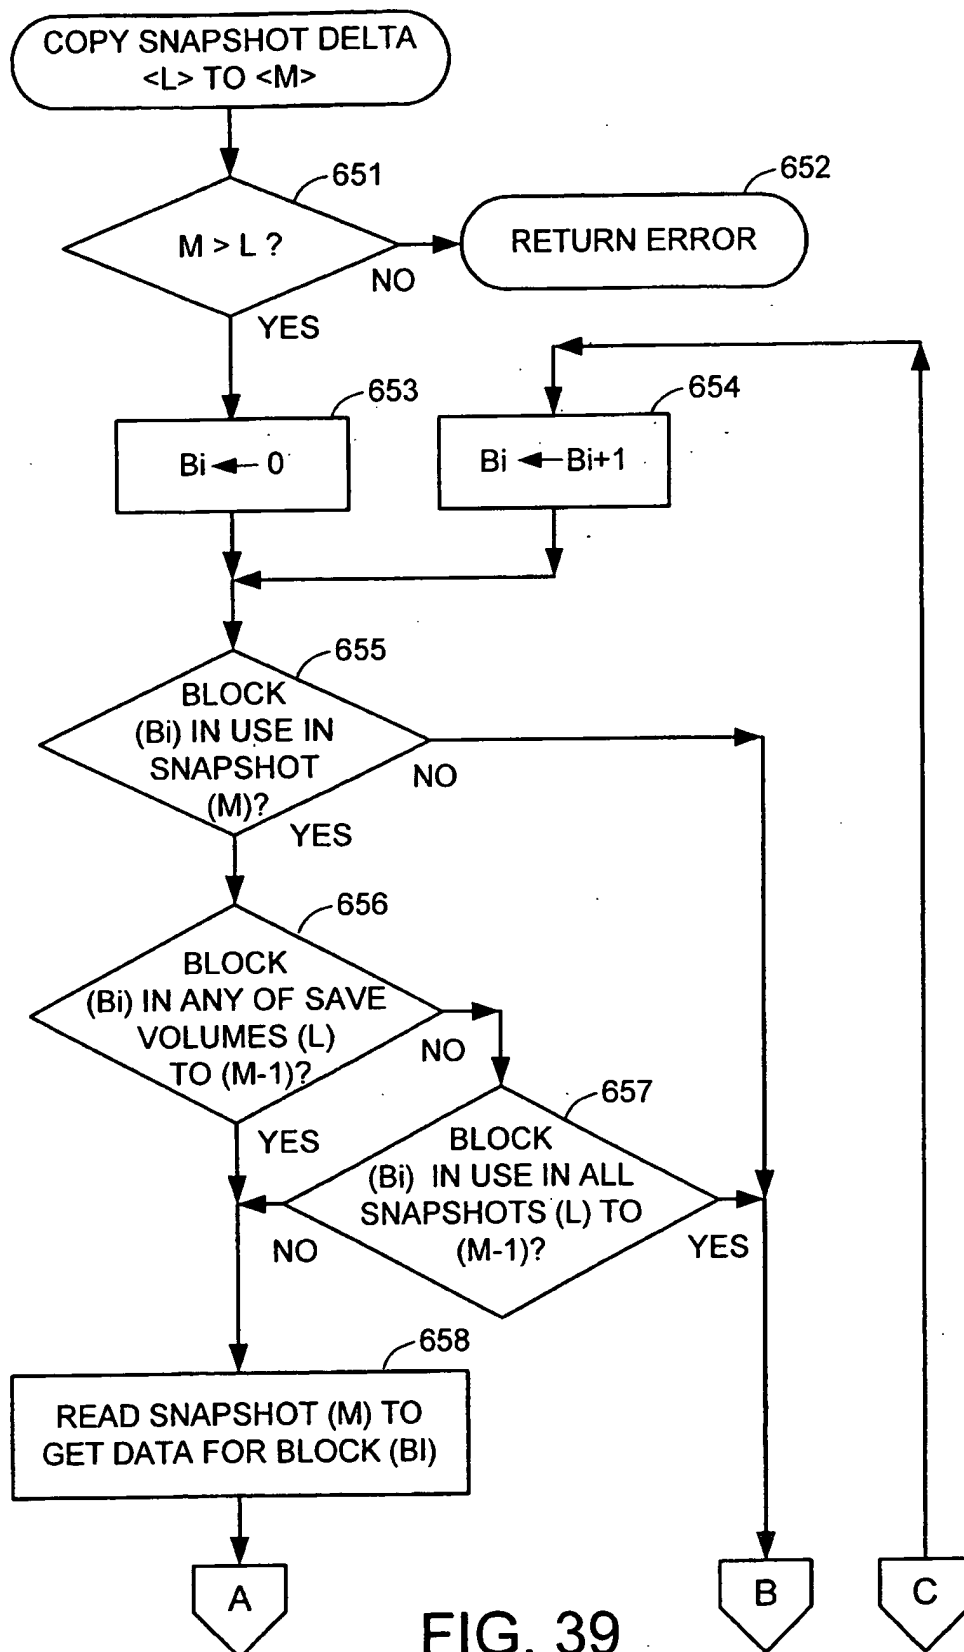 COPY SNAPSHOT DELTA
<L> TO <M>
651
M > L ?
NO
YES
652
RETURN ERROR
653
Bi ← 0
654
Bi ← Bi+1
655
BLOCK
(Bi) IN USE IN
SNAPSHOT
(M)?
NO
YES
656
BLOCK
(Bi) IN ANY OF SAVE
VOLUMES (L)
TO (M-1)?
NO
YES
657
BLOCK
(Bi) IN USE IN ALL
SNAPSHOTS (L) TO
(M-1)?
NO
YES
658
READ SNAPSHOT (M) TO
GET DATA FOR BLOCK (BI)
A
B
C
FIG. 39